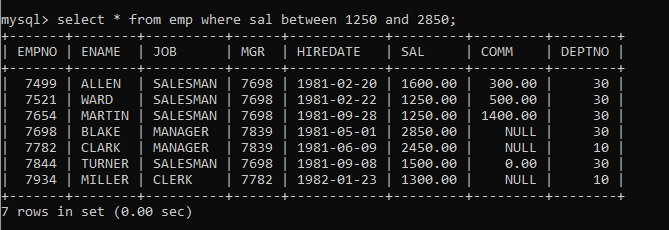 mysql> select * from emp where sal between 1250 and 2850;
+-------+--------+----------+------+------------+---------+---------+--------+
| EMPNO | ENAME  | JOB      | MGR  | HIREDATE   | SAL     | COMM    | DEPTNO |
+-------+--------+----------+------+------------+---------+---------+--------+
|  7499 | ALLEN  | SALESMAN | 7698 | 1981-02-20 | 1600.00 |  300.00 |     30 |
|  7521 | WARD   | SALESMAN | 7698 | 1981-02-22 | 1250.00 |  500.00 |     30 |
|  7654 | MARTIN | SALESMAN | 7698 | 1981-09-28 | 1250.00 | 1400.00 |     30 |
|  7698 | BLAKE  | MANAGER  | 7839 | 1981-05-01 | 2850.00 |    NULL |     30 |
|  7782 | CLARK  | MANAGER  | 7839 | 1981-06-09 | 2450.00 |    NULL |     10 |
|  7844 | TURNER | SALESMAN | 7698 | 1981-09-08 | 1500.00 |    0.00 |     30 |
|  7934 | MILLER | CLERK    | 7782 | 1982-01-23 | 1300.00 |    NULL |     10 |
+-------+--------+----------+------+------------+---------+---------+--------+
7 rows in set (0.00 sec)